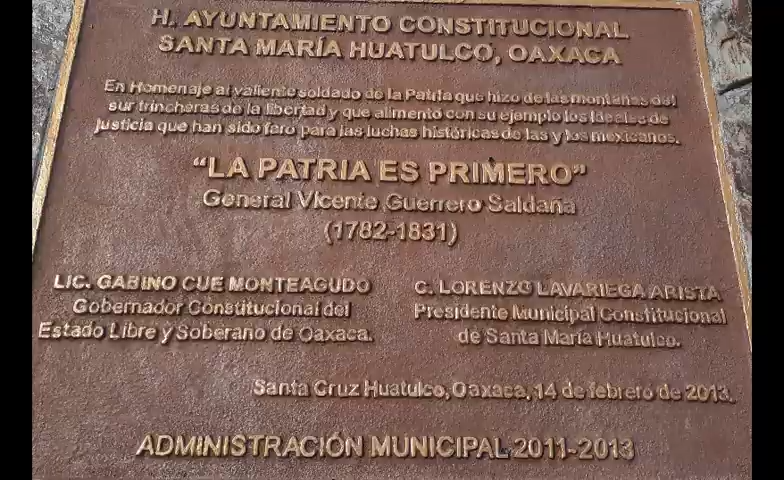 H. AYUNTAMIENTO CONSTITUCIONAL
SANTA MARÍA HUATULCO, OAXACA
En Homenaje al valiente soldado de la Patria que hizo de las montañas del
sur trincheras de la libertad y que alimentó con su ejemplo los ideales de
justicia que han sido faro para las luchas históricas de las y los mexicanos.
"LA PATRIA ES PRIMERO"
General Vicente Guerrero Saldaña
(1782-1831)
LIC. GABINO CUE MONTEAGUDO
Gobernador Constitucional del
Estado Libre y Soberano de Oaxaca.
C. LORENZO LAVARIEGA ARISTA
Presidente Municipal Constitucional
de Santa María Huatulco.
Santa Cruz Huatulco, Oaxaca, 14 de febrero de 2013.
ADMINISTRACIÓN MUNICIPAL 2011-2013